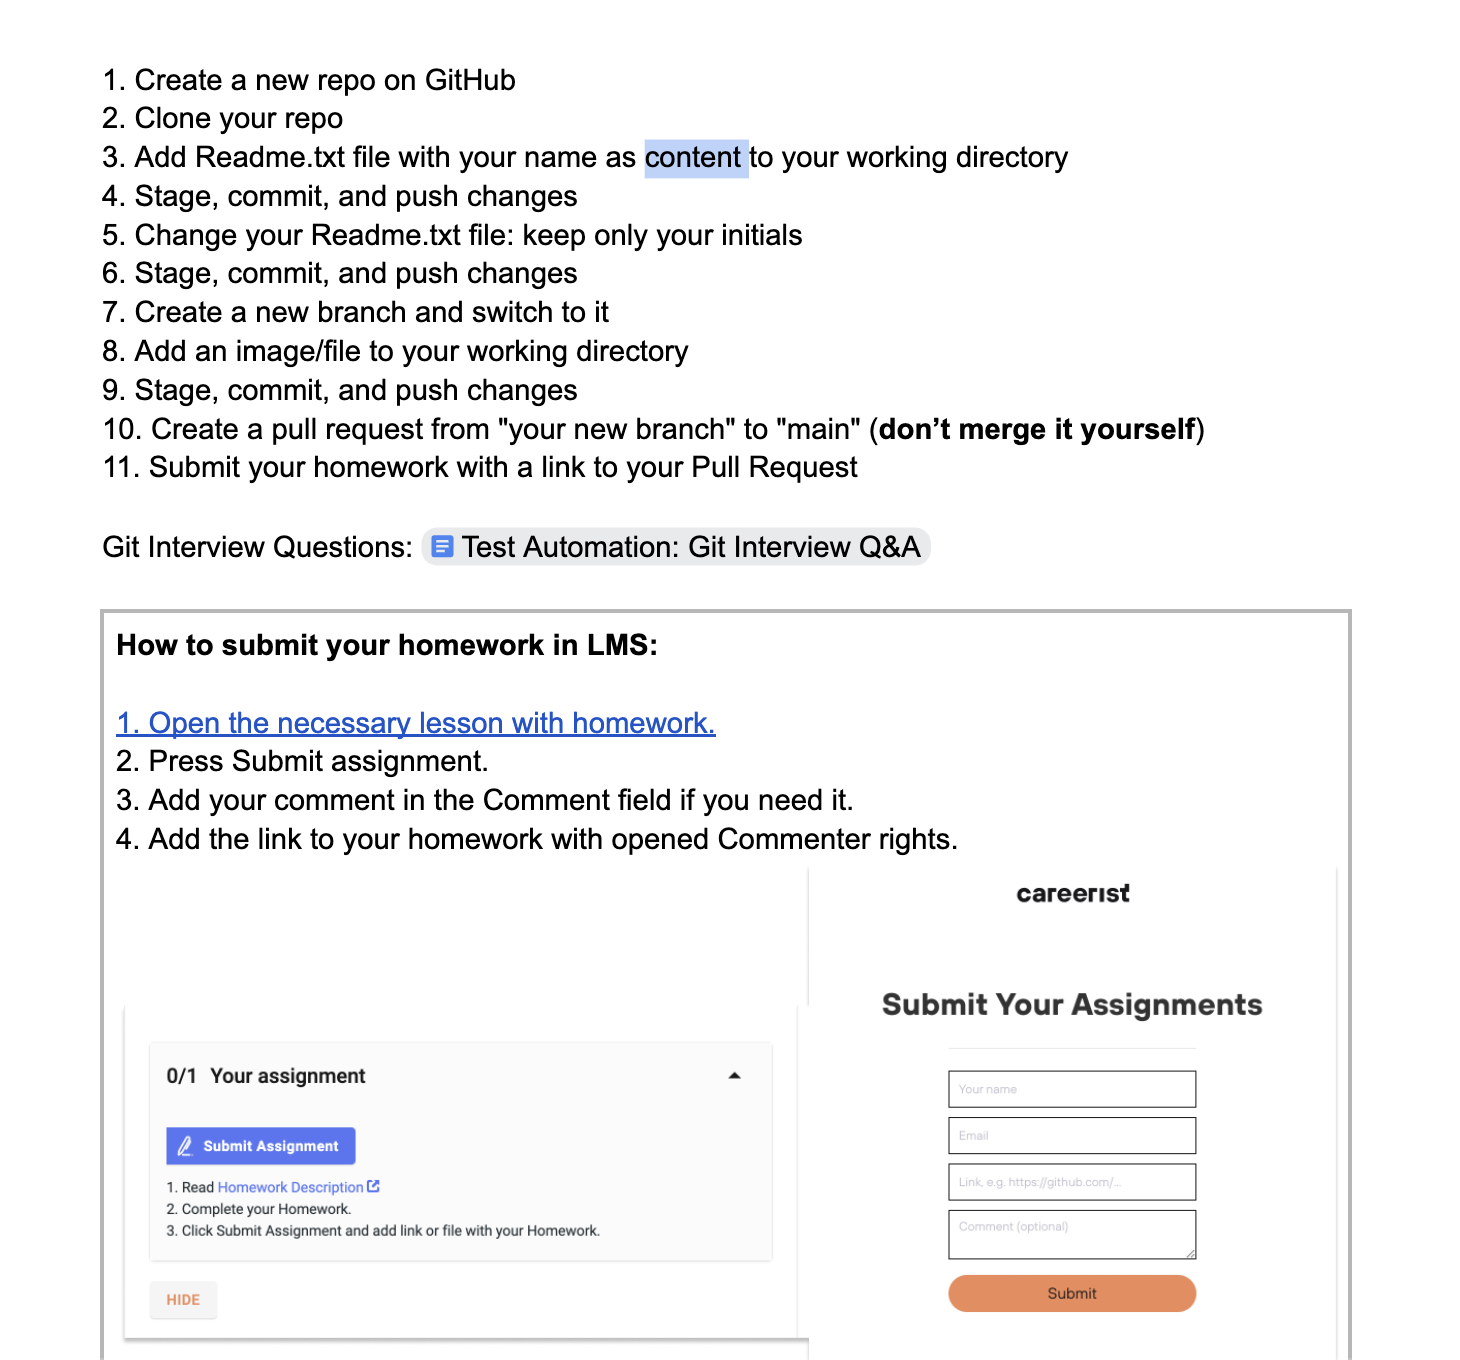 1. Create a new repo on GitHub
2. Clone your repo
3. Add Readme.txt file with your name as content to your working directory
4. Stage, commit, and push changes
5. Change your Readme.txt file: keep only your initials
6. Stage, commit, and push changes
7. Create a new branch and switch to it
8. Add an image/file to your working directory
9. Stage, commit, and push changes
10. Create a pull request from "your new branch" to "main" (don’t merge it yourself)
11. Submit your homework with a link to your Pull Request
Git Interview Questions: Test Automation: Git Interview Q&A
How to submit your homework in LMS:
1. Open the necessary lesson with homework.
2. Press Submit assignment.
3. Add your comment in the Comment field if you need it.
4. Add the link to your homework with opened Commenter rights.
0/1 Your assignment
Submit Assignment
1. Read Homework Description
2. Complete your Homework.
3. Click Submit Assignment and add link or file with your Homework.
HIDE
careerist
Submit Your Assignments
Your name
Email
Link, e.g. https://github.com/...
Comment (optional)
Submit